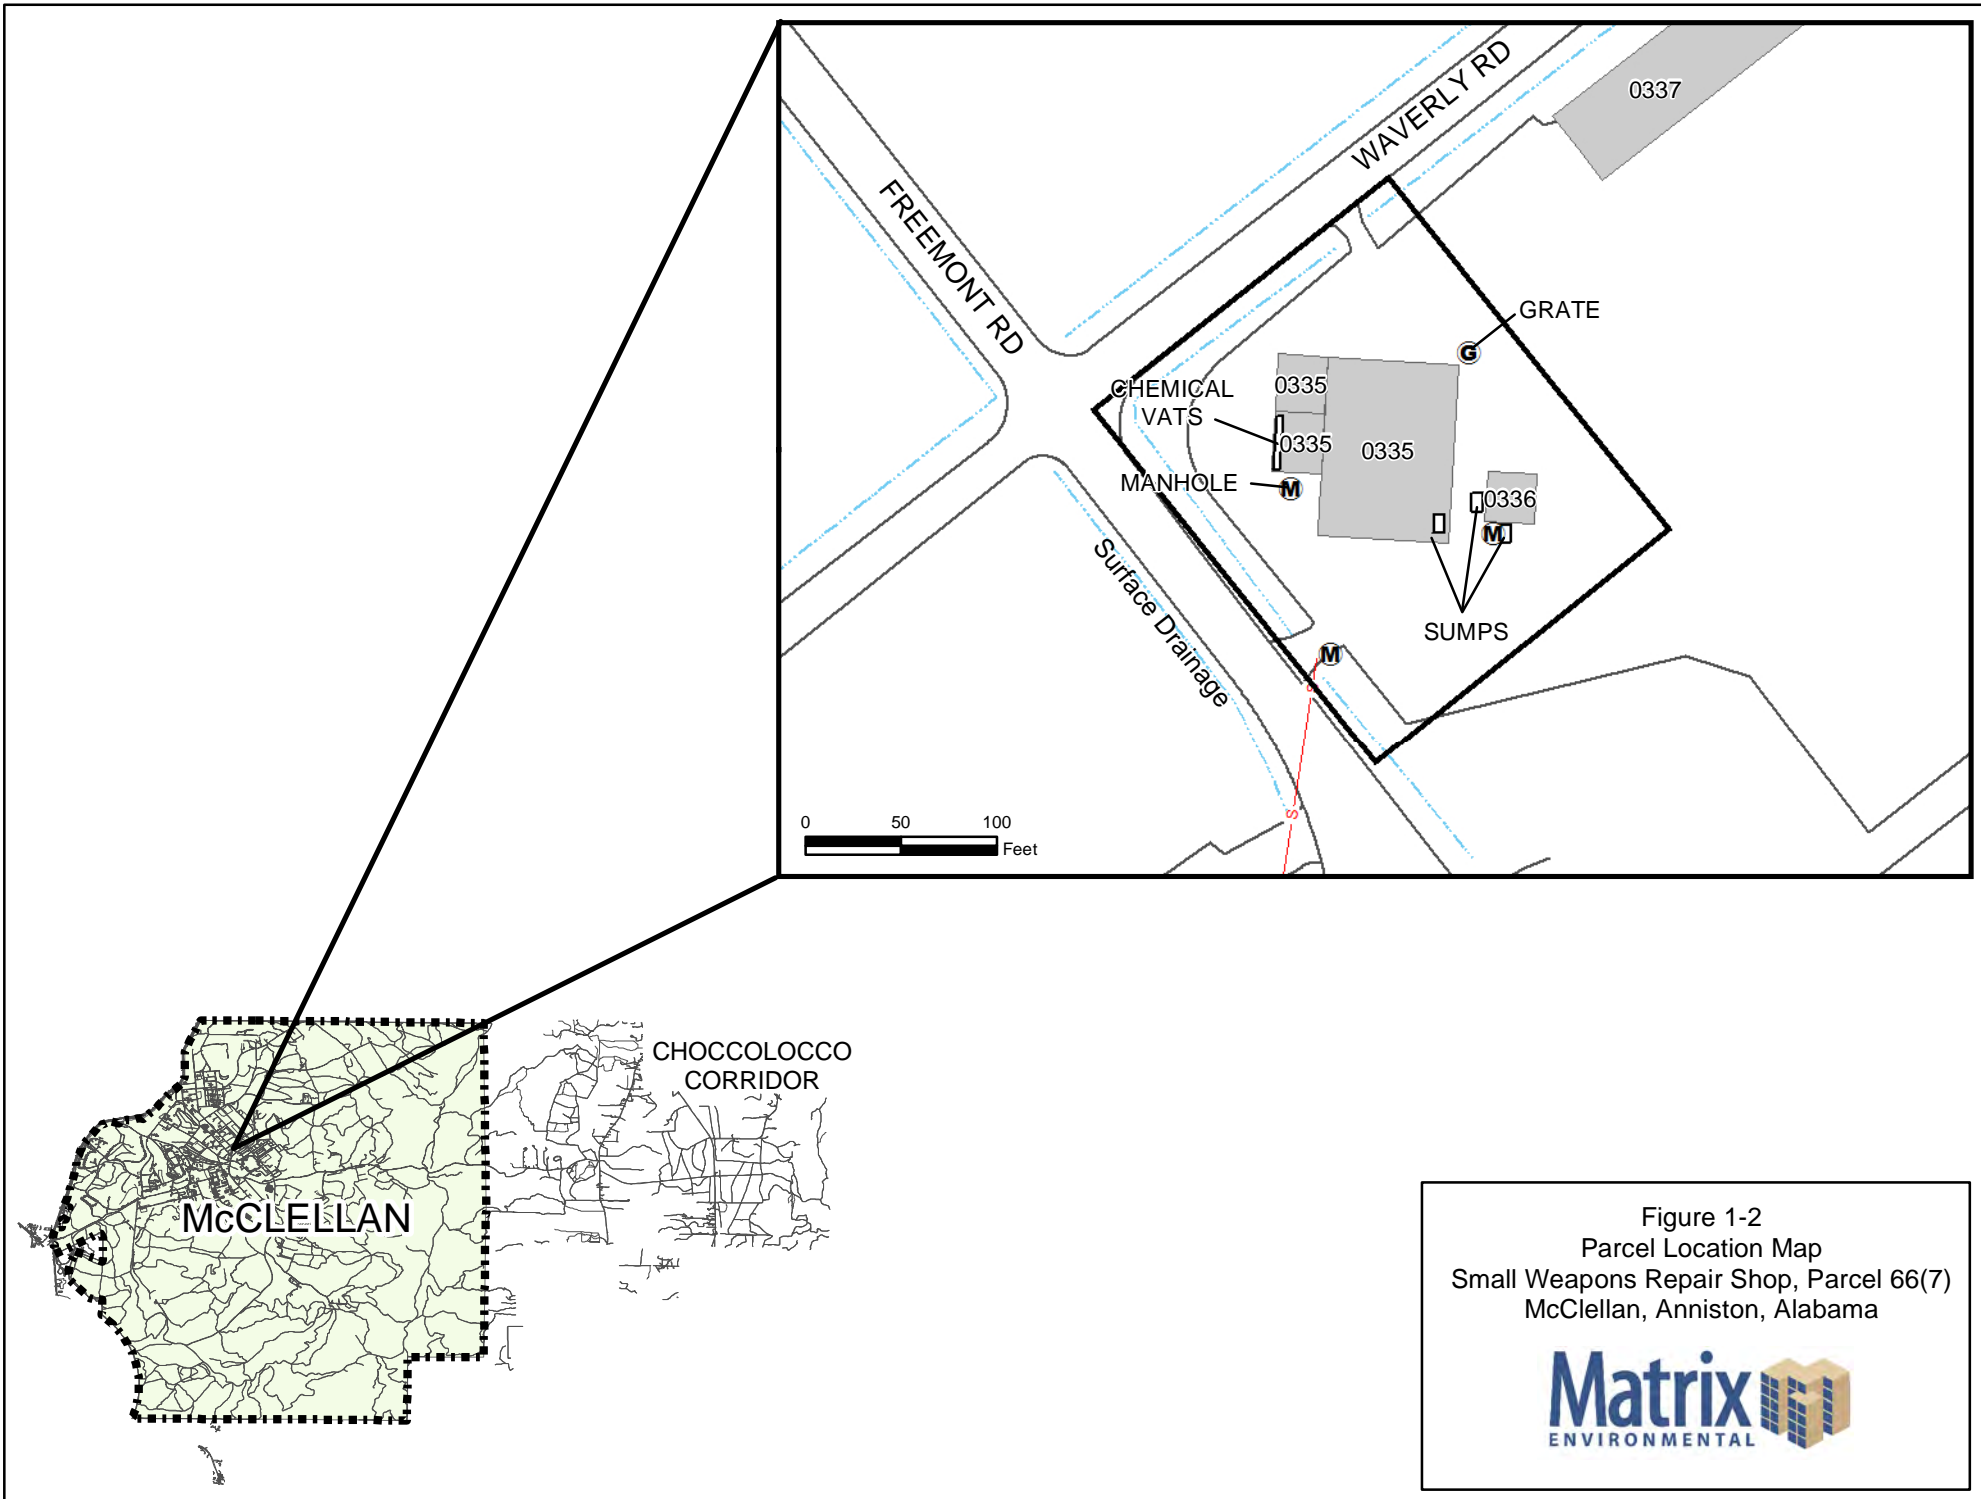 0337
WAVERLY RD
FREEMONT RD
GRATE
G
CHEMICAL
VATS
0335
0335
0335
MANHOLE
M
0336
M
SUMPS
Surface Drainage
M
S
S
0 50 100
Feet
CHOCCOLOCCO
CORRIDOR
McCLELLAN
Figure 1-2
Parcel Location Map
Small Weapons Repair Shop, Parcel 66(7)
McClellan, Anniston, Alabama
Matrix
ENVIRONMENTAL